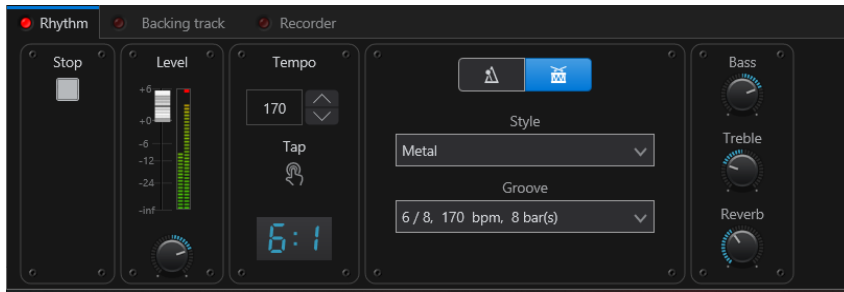 Rhythm
Backing track
Recorder
Stop
Level
+6
+0
-6
-12
-24
-inf
Tempo
170
Tap
6:1
Style
Metal
Groove
6 / 8, 170 bpm, 8 bar(s)
Bass
Treble
Reverb